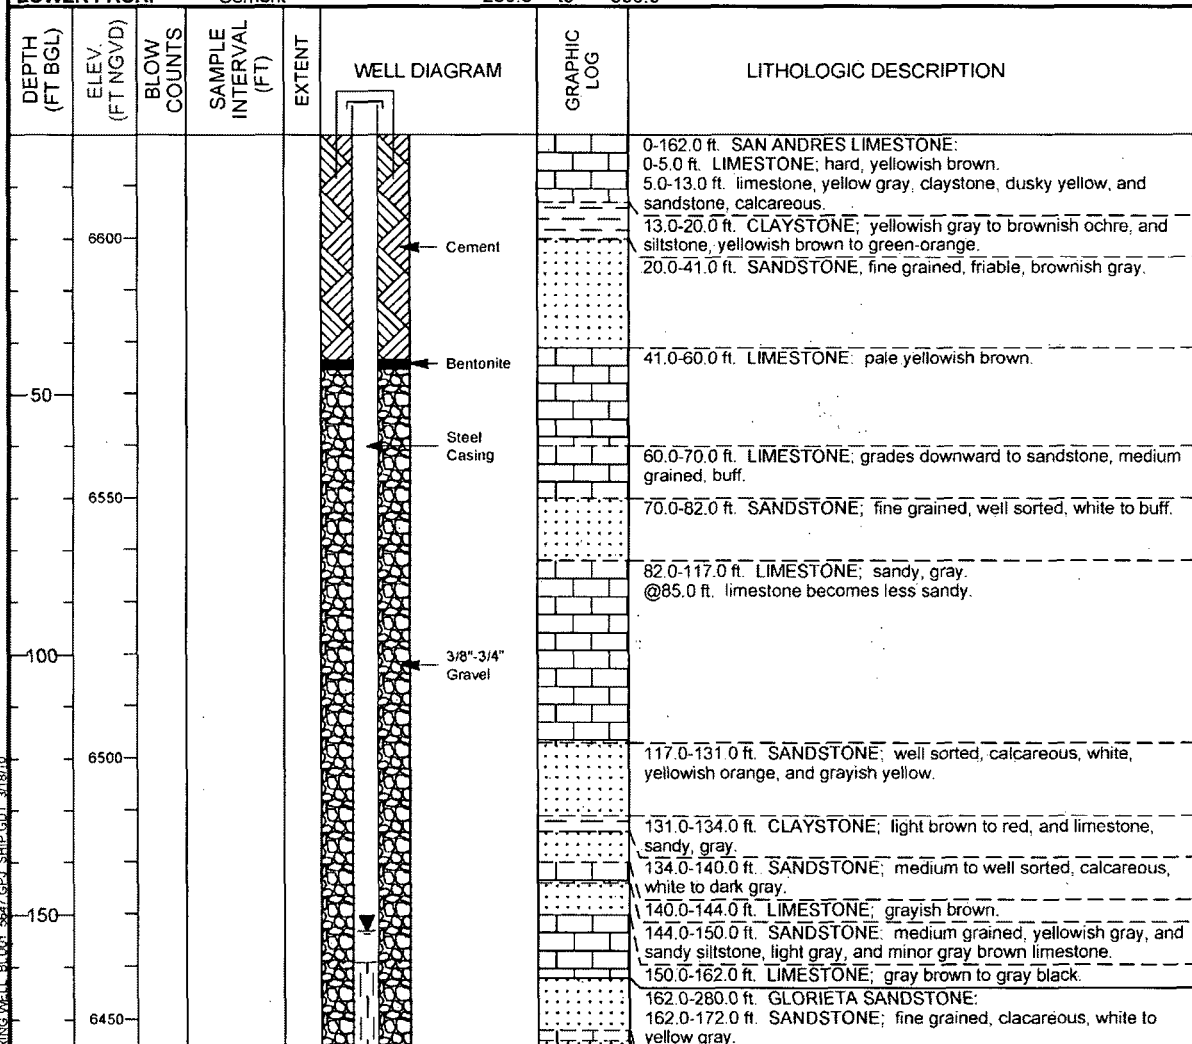 DEPTH
(FT BGL)
ELEV.
(FT NGVD)
BLOW
COUNTS
SAMPLE
INTERVAL
(FT)
EXTENT
WELL DIAGRAM
GRAPHIC
LOG
LITHOLOGIC DESCRIPTION
0-162.0 ft. SAN ANDRES LIMESTONE:
0-5.0 ft. LIMESTONE; hard, yellowish brown.
5.0-13.0 ft. limestone, yellow gray, claystone, dusky yellow, and
sandstone, calcareous.
13.0-20.0 ft. CLAYSTONE; yellowish gray to brownish ochre, and
siltstone, yellowish brown to green-orange.
20.0-41.0 ft. SANDSTONE, fine grained, friable, brownish gray.
41.0-60.0 ft. LIMESTONE: pale yellowish brown.
60.0-70.0 ft. LIMESTONE; grades downward to sandstone, medium
grained, buff.
70.0-82.0 ft. SANDSTONE; fine grained, well sorted, white to buff.
82.0-117.0 ft. LIMESTONE; sandy, gray.
@85.0 ft. limestone becomes less sandy.
117.0-131.0 ft. SANDSTONE; well sorted, calcareous, white,
yellowish orange, and grayish yellow.
131.0-134.0 ft. CLAYSTONE; light brown to red, and limestone,
sandy, gray.
134.0-140.0 ft. SANDSTONE; medium to well sorted, calcareous,
white to dark gray.
140.0-144.0 ft. LIMESTONE; grayish brown.
144.0-150.0 ft. SANDSTONE: medium grained, yellowish gray, and
sandy siltstone, light gray, and minor gray brown limestone.
150.0-162.0 ft. LIMESTONE; gray brown to gray black.
162.0-280.0 ft. GLORIETA SANDSTONE:
162.0-172.0 ft. SANDSTONE; fine grained, clacareous, white to
yellow gray.
Cement
Bentonite
Steel
Casing
3/8"-3/4"
Gravel
50
100
150
6600
6550
6500
6450